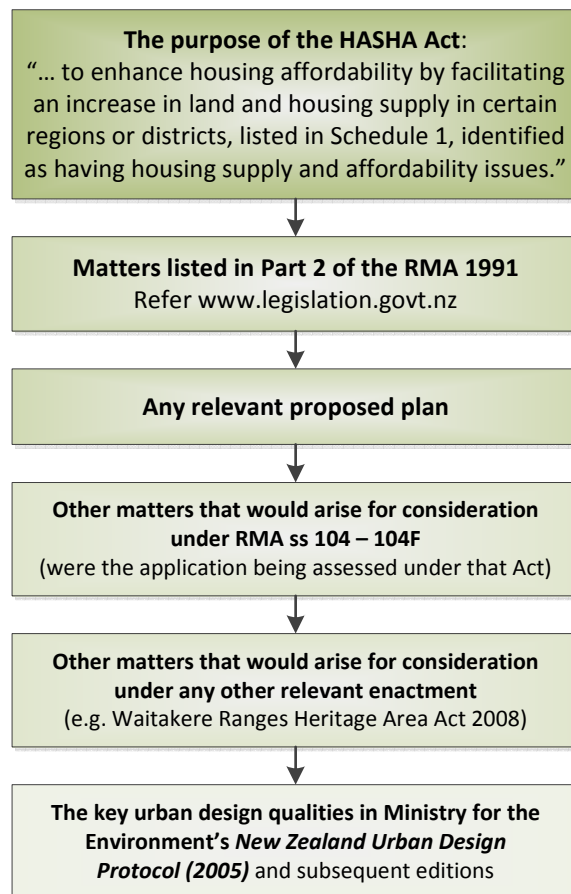 The purpose of the HASHA Act:
“… to enhance housing affordability by facilitating
an increase in land and housing supply in certain
regions or districts, listed in Schedule 1, identified
as having housing supply and affordability issues.”
Matters listed in Part 2 of the RMA 1991
Refer www.legislation.govt.nz
Any relevant proposed plan
Other matters that would arise for consideration
under RMA ss 104 – 104F
(were the application being assessed under that Act)
Other matters that would arise for consideration
under any other relevant enactment
(e.g. Waitakere Ranges Heritage Area Act 2008)
The key urban design qualities in Ministry for the
Environment’s New Zealand Urban Design
Protocol (2005) and subsequent editions